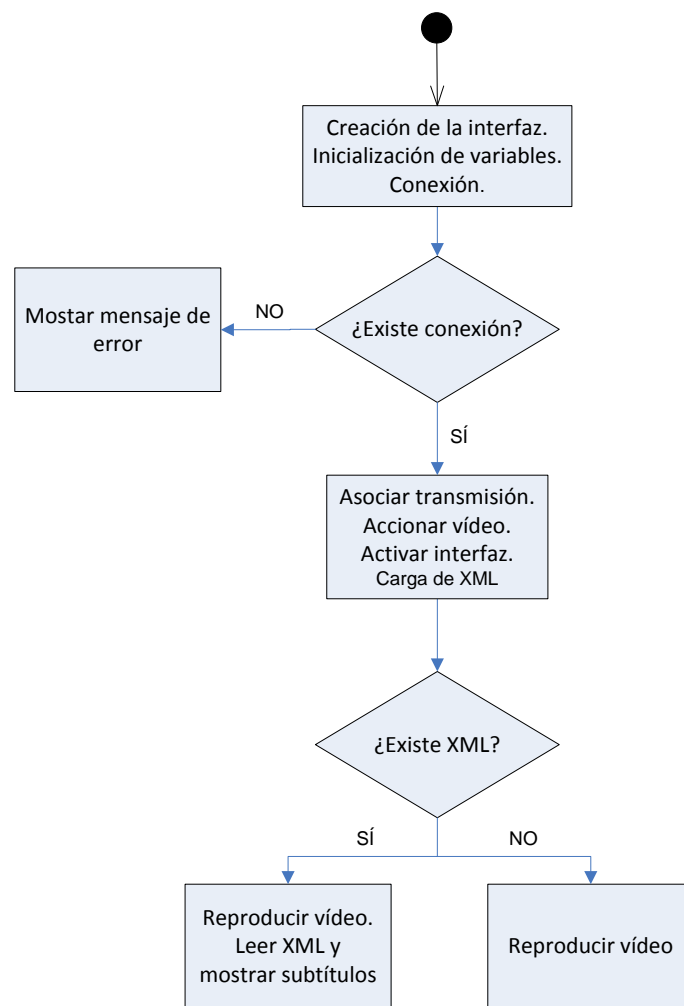 Creación de la interfaz.
Inicialización de variables.
Conexión.
NO
Mostar mensaje de
error
¿Existe conexión?
SÍ
Asociar transmisión.
Accionar vídeo.
Activar interfaz.
Carga de XML
¿Existe XML?
SÍ
NO
Reproducir vídeo.
Leer XML y
mostrar subtítulos
Reproducir vídeo